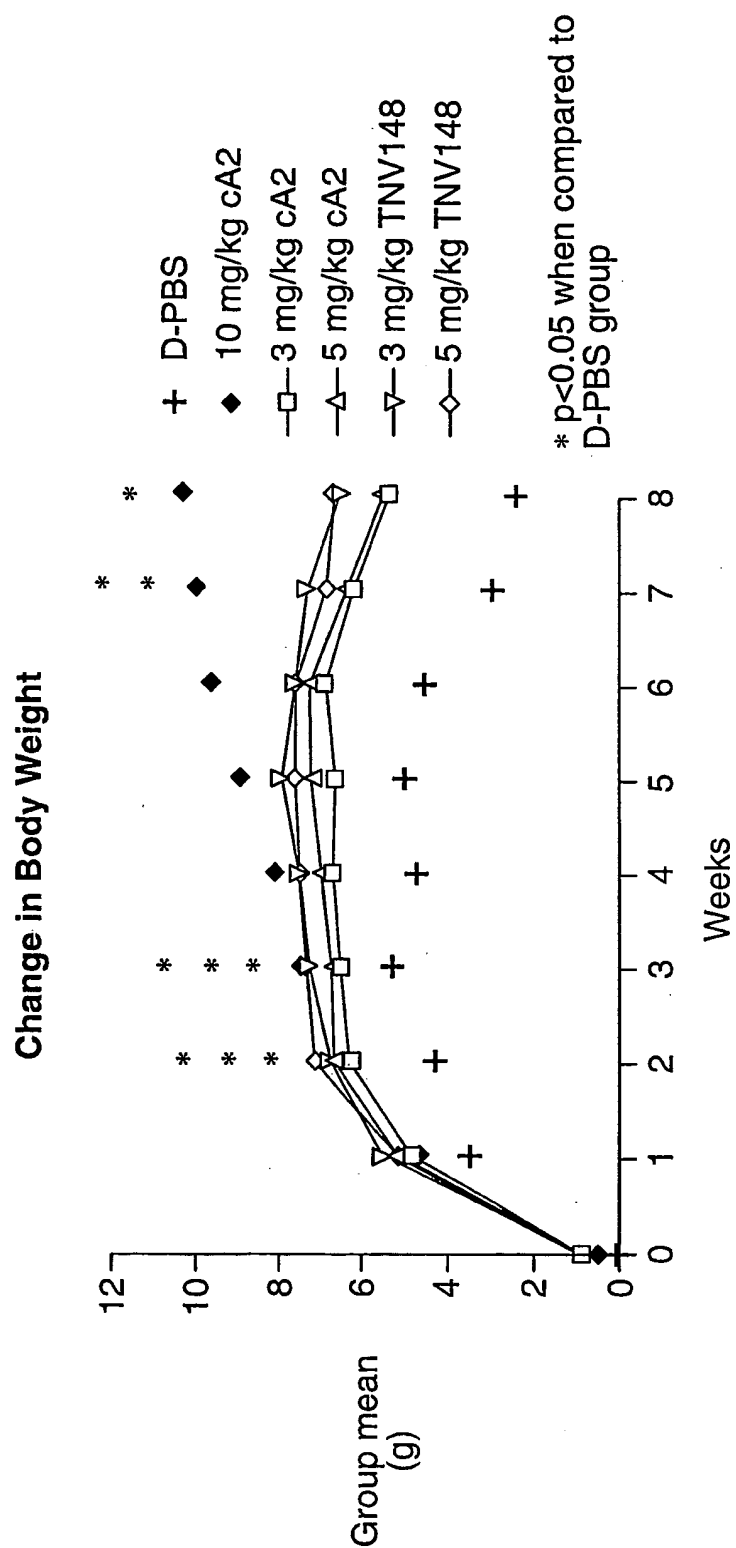 Change in Body Weight
Group mean
(g)
12
10
8
6
4
2
0
0 1 2 3 4 5 6 7 8
Weeks
* * *
* * *
* *
*
D-PBS
10 mg/kg cA2
3 mg/kg cA2
5 mg/kg cA2
3 mg/kg TNV148
5 mg/kg TNV148
* p<0.05 when compared to
D-PBS group